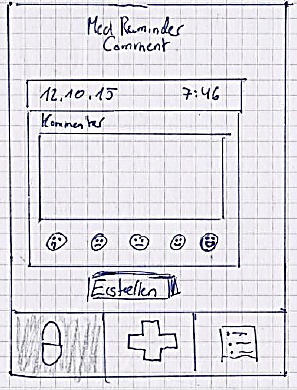 Med Reminder
Comment
12.10.15 7:46
Kommentar
Erstellen